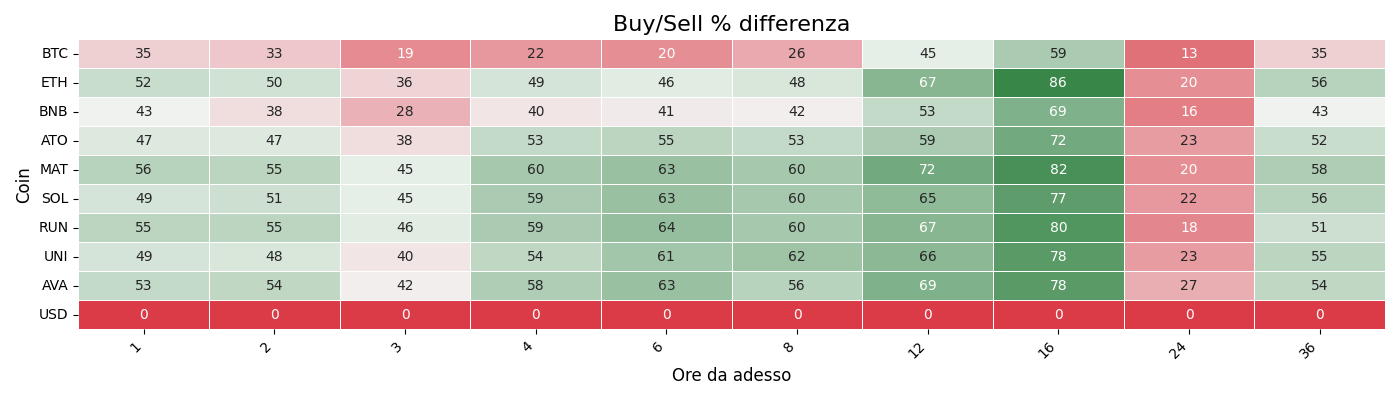 Buy/Sell % differenza
Coin
BTC 35 33 19 22 20 26 45 59 13 35
ETH 52 50 36 49 46 48 67 86 20 56
BNB 43 38 28 40 41 42 53 69 16 43
ATO 47 47 38 53 55 53 59 72 23 52
MAT 56 55 45 60 63 60 72 82 20 58
SOL 49 51 45 59 63 60 65 77 22 56
RUN 55 55 46 59 64 60 67 80 18 51
UNI 49 48 40 54 61 62 66 78 23 55
AVA 53 54 42 58 63 56 69 78 27 54
USD 0 0 0 0 0 0 0 0 0 0
1 2 3 4 6 8 12 16 24 36
Ore da adesso